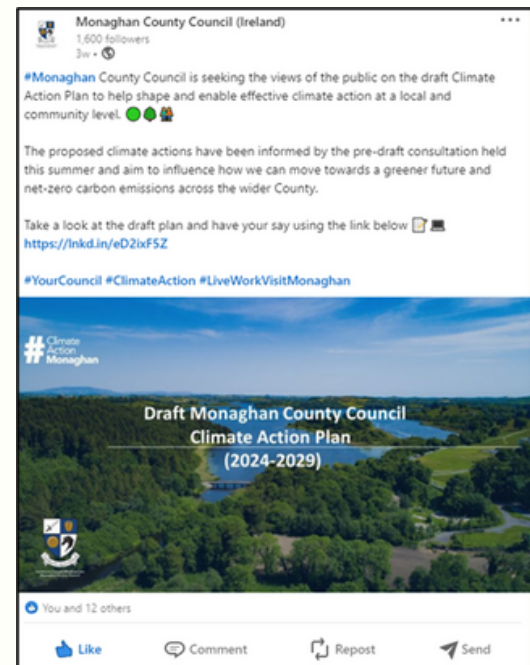 Monaghan County Council (Ireland)
1,600 followers
3w •
#Monaghan County Council is seeking the views of the public on the draft Climate
Action Plan to help shape and enable effective climate action at a local and
community level.
The proposed climate actions have been informed by the pre-draft consultation held
this summer and aim to influence how we can move towards a greener future and
net-zero carbon emissions across the wider County.
Take a look at the draft plan and have your say using the link below
https://lnkd.in/eD2ixF5Z
#YourCouncil #ClimateAction #LiveWorkVisitMonaghan
# Climate
Action
Monaghan
Draft Monaghan County Council
Climate Action Plan
(2024-2029)
You and 12 others
Like Comment Repost Send